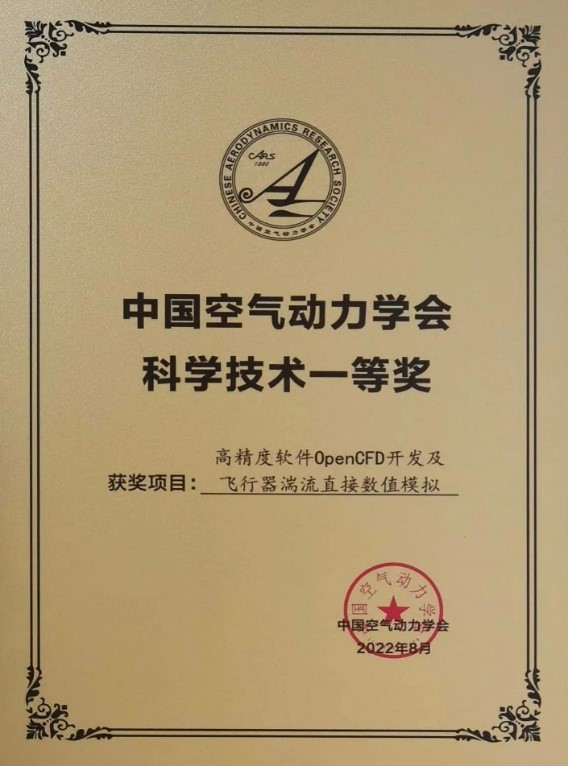 CHINESE AERODYNAMICS RESEARCH SOCIETY
CARS
1980
中国空气动力学会
中国空气动力学会
科学技术一等奖
获奖项目：
高精度软件OpenCFD开发及
飞行器湍流直接数值模拟
国空气动力学
中国空气动力学会
2022年8月